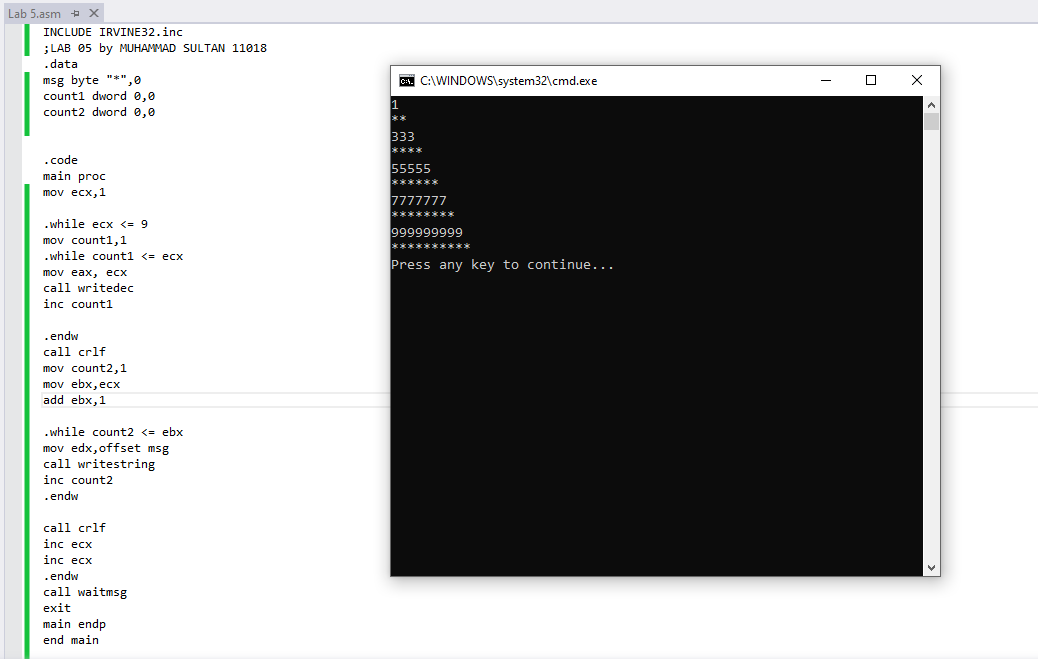 Lab 5.asm
INCLUDE IRVINE32.inc
;LAB 05 by MUHAMMAD SULTAN 11018
.data
msg byte "*",0
count1 dword 0,0
count2 dword 0,0
.code
main proc
mov ecx,1
.while ecx <= 9
mov count1,1
.while count1 <= ecx
mov eax, ecx
call writedec
inc count1
.endw
call crlf
mov count2,1
mov ebx,ecx
add ebx,1
.while count2 <= ebx
mov edx,offset msg
call writestring
inc count2
.endw
call crlf
inc ecx
inc ecx
.endw
call waitmsg
exit
main endp
end main
C:\WINDOWS\system32\cmd.exe
1
**
333
****
55555
******
7777777
********
999999999
**********
Press any key to continue...